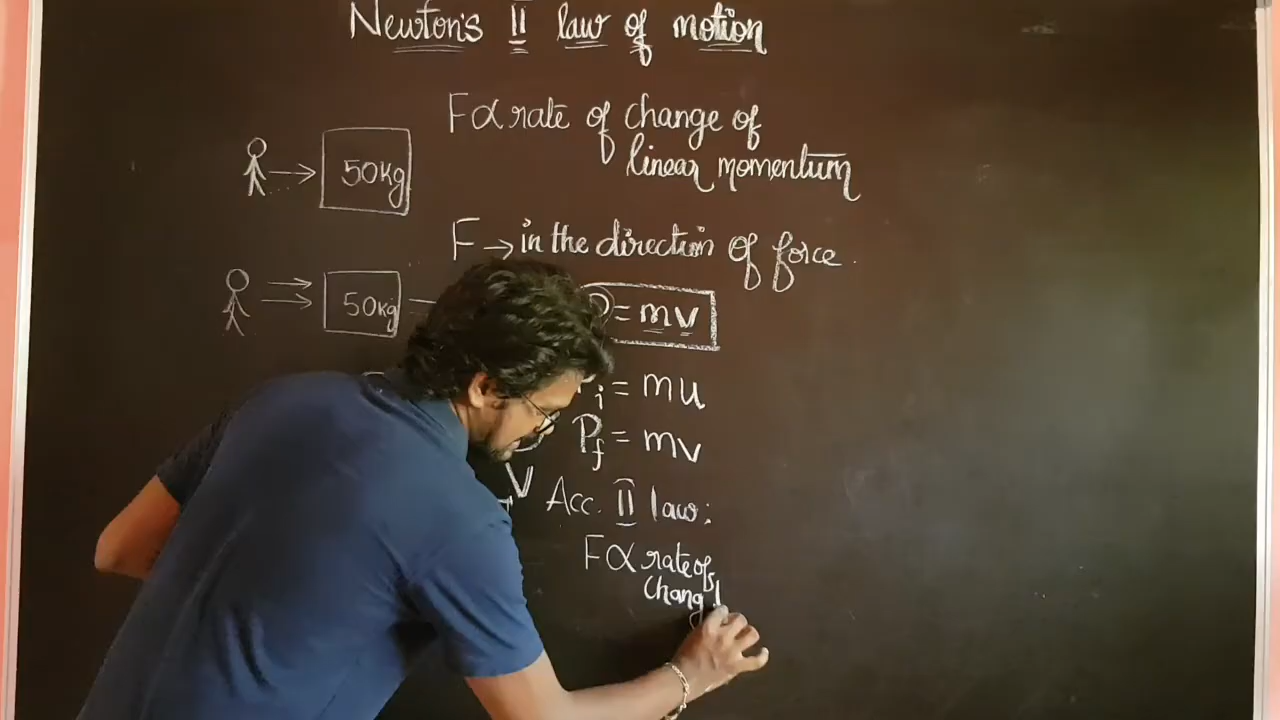 Newton's II law of motion
F α rate of change of
linear momentum
50kg
F → in the direction of force.
50kg
P = mv
i = mu
Pf = mv
V
Acc. II law:
F α rate of
chang